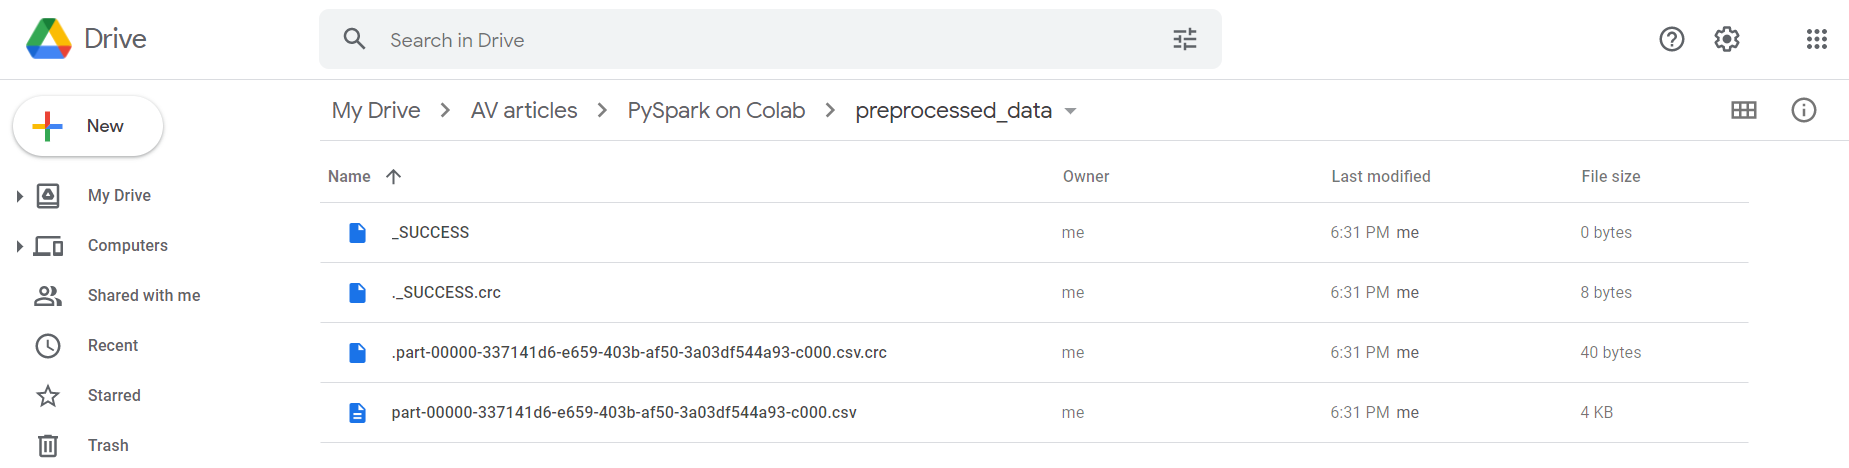 Drive
Search in Drive
New
My Drive > AV articles > PySpark on Colab > preprocessed_data
My Drive
Computers
Shared with me
Recent
Starred
Trash
Name Owner Last modified File size
_SUCCESS me 6:31 PM me 0 bytes
._SUCCESS.crc me 6:31 PM me 8 bytes
.part-00000-337141d6-e659-403b-af50-3a03df544a93-c000.csv.crc me 6:31 PM me 40 bytes
part-00000-337141d6-e659-403b-af50-3a03df544a93-c000.csv me 6:31 PM me 4 KB